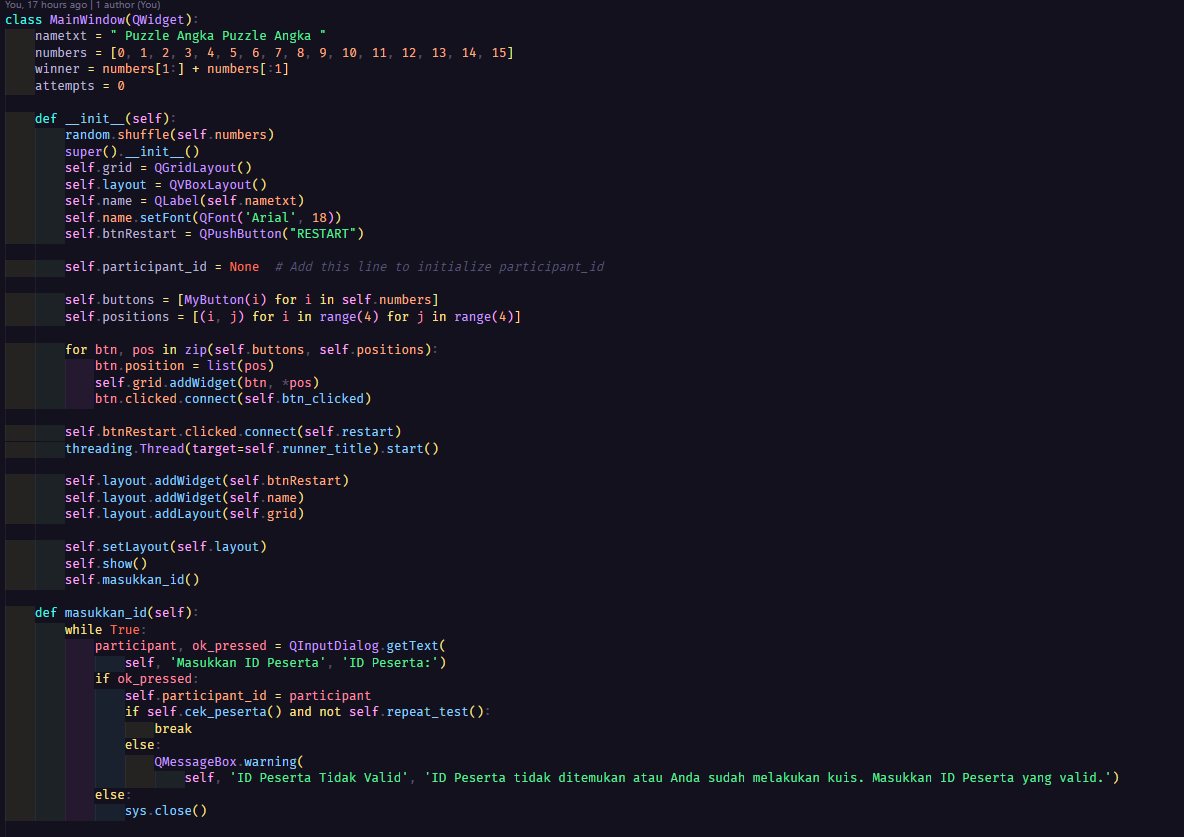 You, 17 hours ago | 1 author (You)
class MainWindow(QWidget):
    nametxt = " Puzzle Angka Puzzle Angka "
    numbers = [0, 1, 2, 3, 4, 5, 6, 7, 8, 9, 10, 11, 12, 13, 14, 15]
    winner = numbers[1:] + numbers[:1]
    attempts = 0

    def __init__(self):
        random.shuffle(self.numbers)
        super().__init__()
        self.grid = QGridLayout()
        self.layout = QVBoxLayout()
        self.name = QLabel(self.nametxt)
        self.name.setFont(QFont('Arial', 18))
        self.btnRestart = QPushButton("RESTART")

        self.participant_id = None  # Add this line to initialize participant_id

        self.buttons = [MyButton(i) for i in self.numbers]
        self.positions = [(i, j) for i in range(4) for j in range(4)]

        for btn, pos in zip(self.buttons, self.positions):
            btn.position = list(pos)
            self.grid.addWidget(btn, *pos)
            btn.clicked.connect(self.btn_clicked)

        self.btnRestart.clicked.connect(self.restart)
        threading.Thread(target=self.runner_title).start()

        self.layout.addWidget(self.btnRestart)
        self.layout.addWidget(self.name)
        self.layout.addLayout(self.grid)

        self.setLayout(self.layout)
        self.show()
        self.masukkan_id()

    def masukkan_id(self):
        while True:
            participant, ok_pressed = QInputDialog.getText(
                self, 'Masukkan ID Peserta', 'ID Peserta:')
            if ok_pressed:
                self.participant_id = participant
                if self.cek_peserta() and not self.repeat_test():
                    break
                else:
                    QMessageBox.warning(
                        self, 'ID Peserta Tidak Valid', 'ID Peserta tidak ditemukan atau Anda sudah melakukan kuis. Masukkan ID Peserta yang valid.')
            else:
                sys.close()